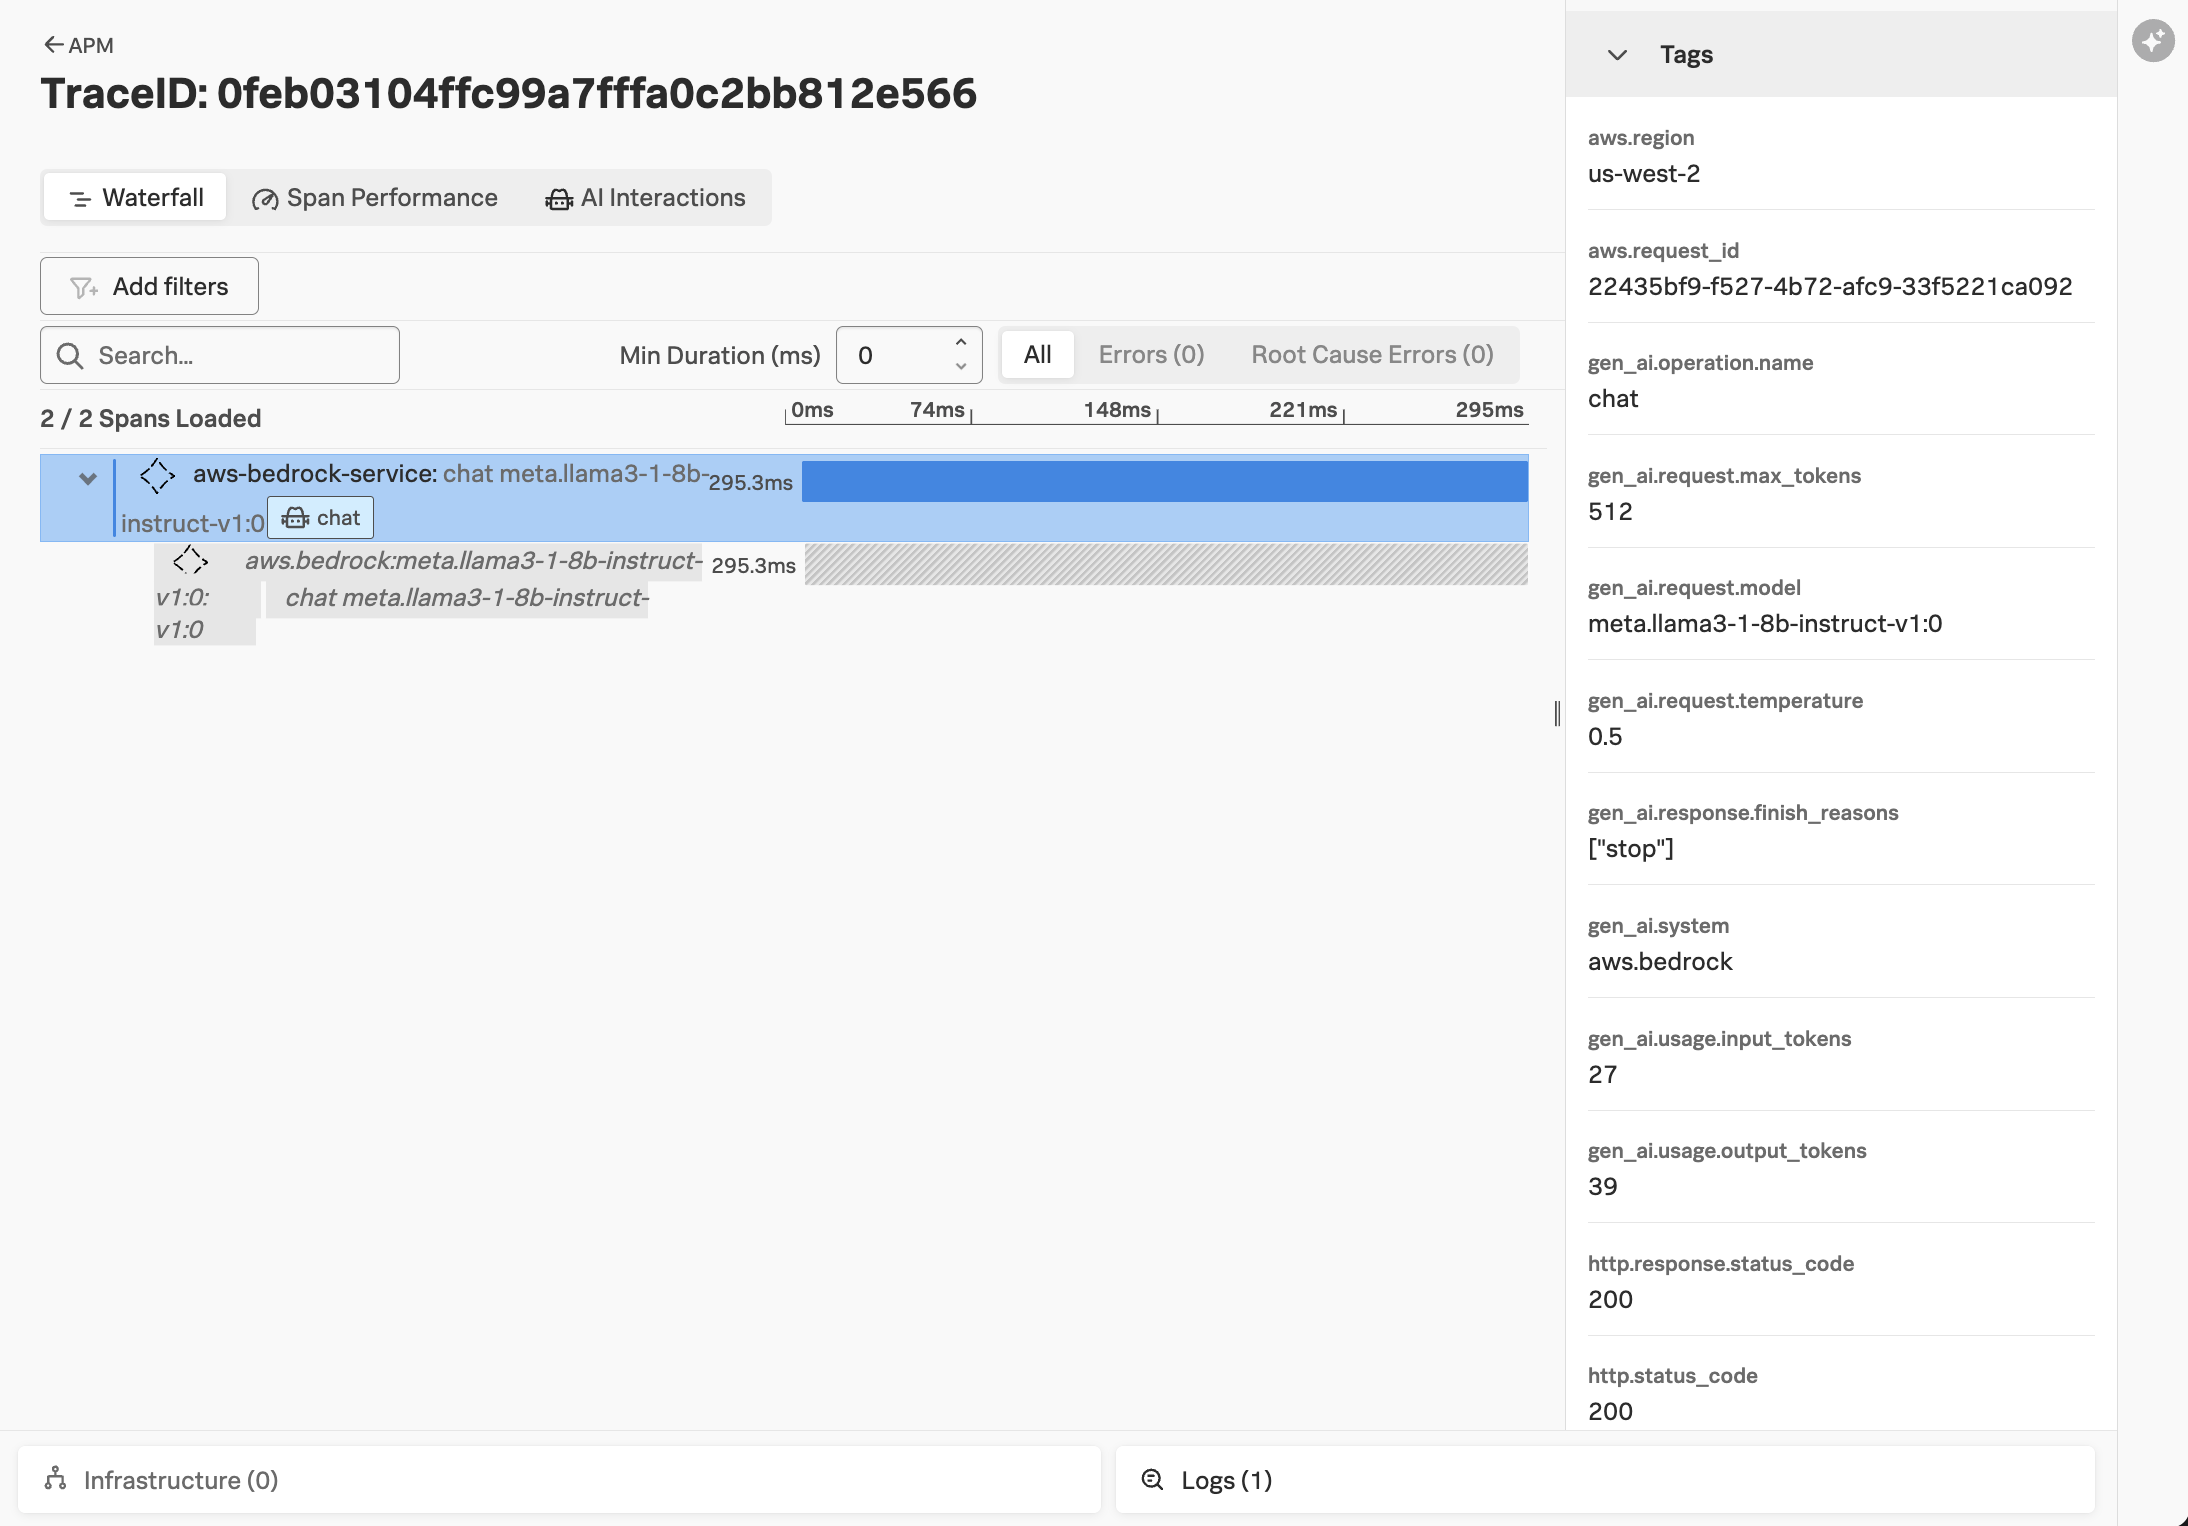 APM
TraceID: 0feb03104ffc99a7fffa0c2bb812e566
Waterfall
Span Performance
AI Interactions
Add filters
Search...
Min Duration (ms)
0
All
Errors (0)
Root Cause Errors (0)
2 / 2 Spans Loaded
0ms
74ms
148ms
221ms
295ms
aws-bedrock-service: chat meta.llama3-1-8b-
instruct-v1:0
chat
295.3ms
aws.bedrock:meta.llama3-1-8b-instruct-
v1:0: chat meta.llama3-1-8b-instruct-
v1:0
295.3ms
Tags
aws.region
us-west-2
aws.request_id
22435bf9-f527-4b72-afc9-33f5221ca092
gen_ai.operation.name
chat
gen_ai.request.max_tokens
512
gen_ai.request.model
meta.llama3-1-8b-instruct-v1:0
gen_ai.request.temperature
0.5
gen_ai.response.finish_reasons
["stop"]
gen_ai.system
aws.bedrock
gen_ai.usage.input_tokens
27
gen_ai.usage.output_tokens
39
http.response.status_code
200
http.status_code
200
Infrastructure (0)
Logs (1)